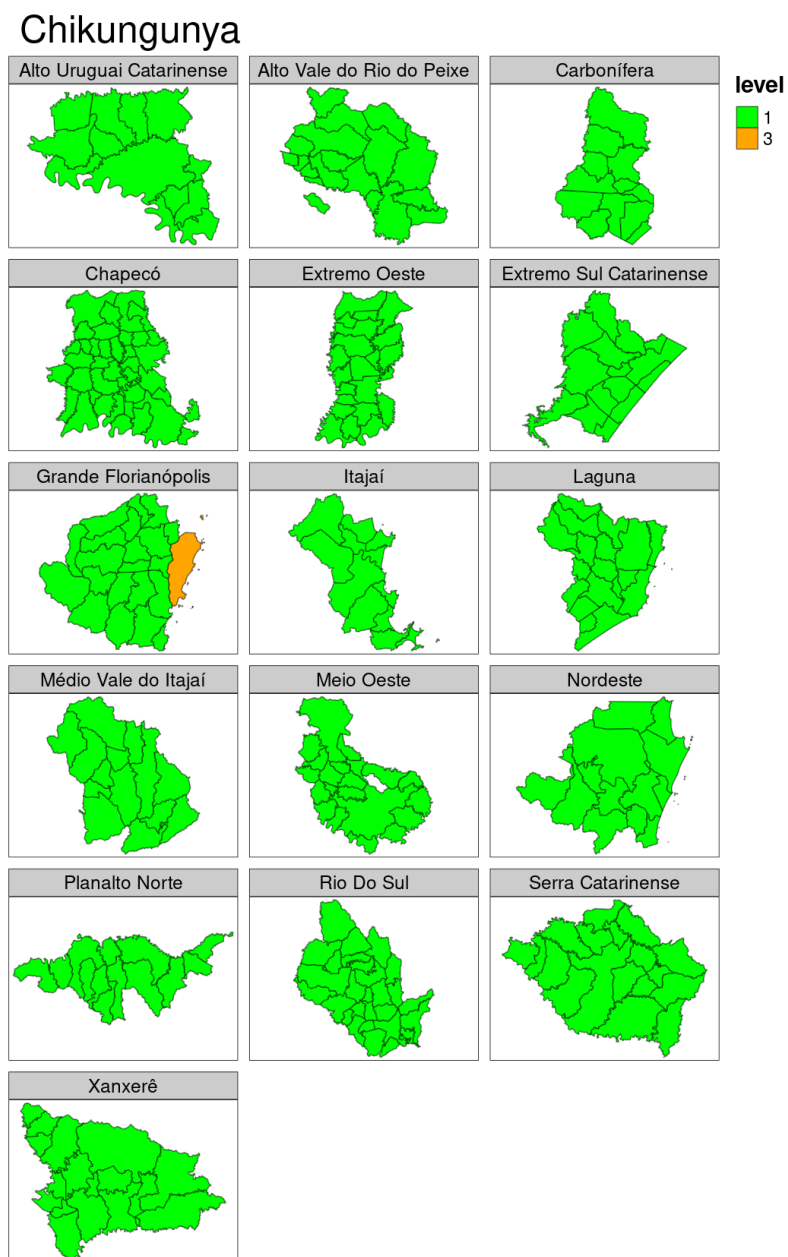 Chikungunya
Alto Uruguai Catarinense
Alto Vale do Rio do Peixe
Carbonífera
level
1
3
Chapecó
Extremo Oeste
Extremo Sul Catarinense
Grande Florianópolis
Itajaí
Laguna
Médio Vale do Itajaí
Meio Oeste
Nordeste
Planalto Norte
Rio Do Sul
Serra Catarinense
Xanxerê